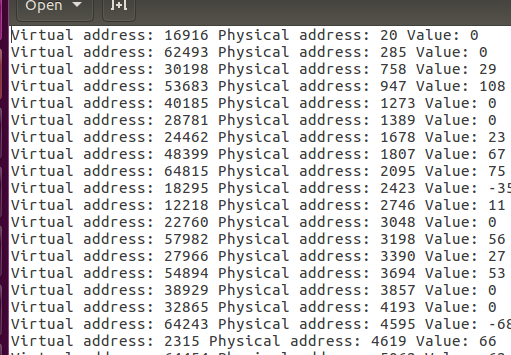 Open
Virtual address: 16916 Physical address: 20 Value: 0
Virtual address: 62493 Physical address: 285 Value: 0
Virtual address: 30198 Physical address: 758 Value: 29
Virtual address: 53683 Physical address: 947 Value: 108
Virtual address: 40185 Physical address: 1273 Value: 0
Virtual address: 28781 Physical address: 1389 Value: 0
Virtual address: 24462 Physical address: 1678 Value: 23
Virtual address: 48399 Physical address: 1807 Value: 67
Virtual address: 64815 Physical address: 2095 Value: 75
Virtual address: 18295 Physical address: 2423 Value: -35
Virtual address: 12218 Physical address: 2746 Value: 11
Virtual address: 22760 Physical address: 3048 Value: 0
Virtual address: 57982 Physical address: 3198 Value: 56
Virtual address: 27966 Physical address: 3390 Value: 27
Virtual address: 54894 Physical address: 3694 Value: 53
Virtual address: 38929 Physical address: 3857 Value: 0
Virtual address: 32865 Physical address: 4193 Value: 0
Virtual address: 64243 Physical address: 4595 Value: -68
Virtual address: 2315 Physical address: 4619 Value: 66
Virtual address: Physical address: Value: